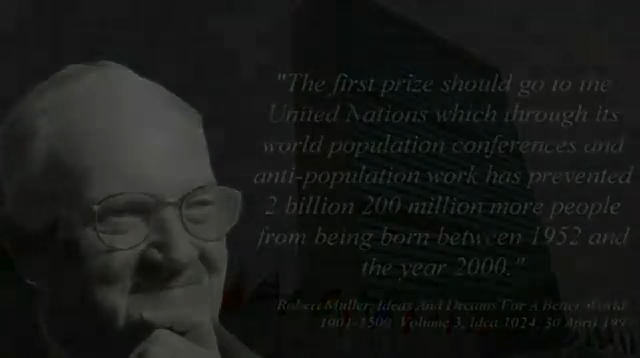 "The first prize should go to the
United Nations which through its
world population conferences and
anti-population work has prevented
2 billion 200 million more people
from being born between 1952 and
the year 2000."
Robert Muller, Ideas And Dreams For A Better World
Volume 3, Idea 1024, 30 April 199